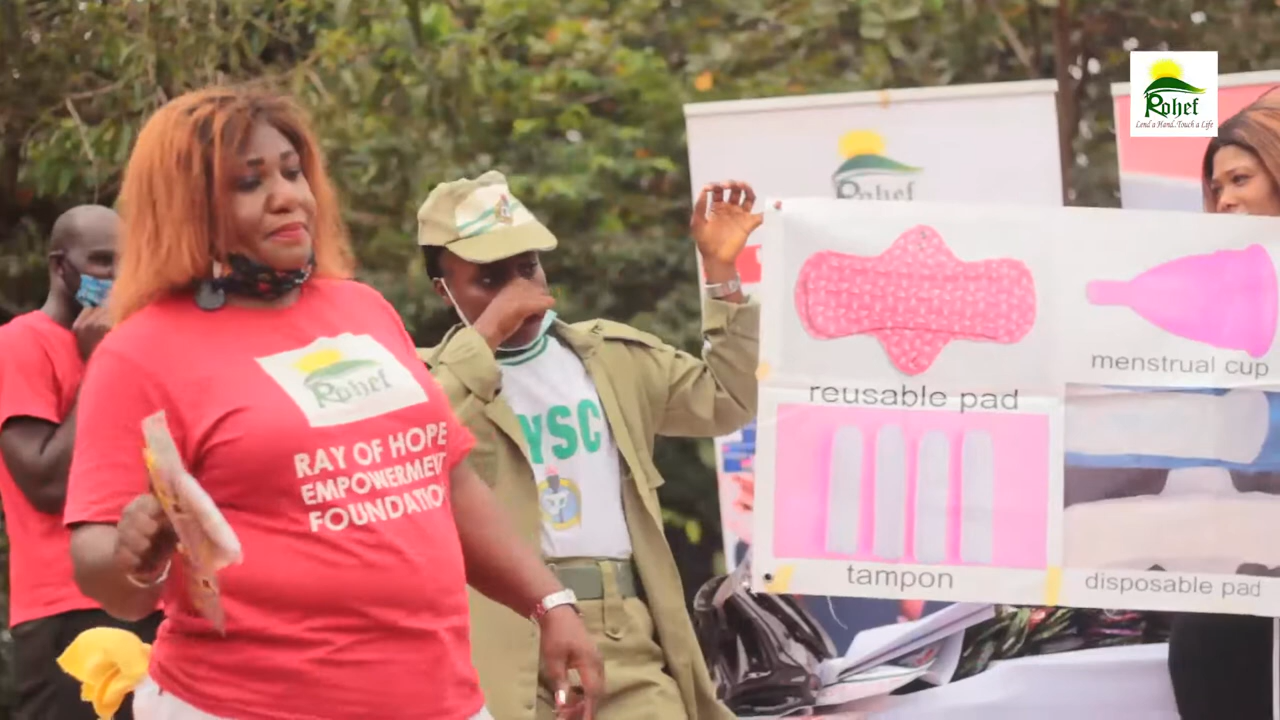 Rohef
Lend a Hand. Touch a Life
Rohef
Rohef
RAY OF HOPE
EMPOWERMENT
FOUNDATIO
YSC
reusable pad
menstrual cup
tampon
disposable pad